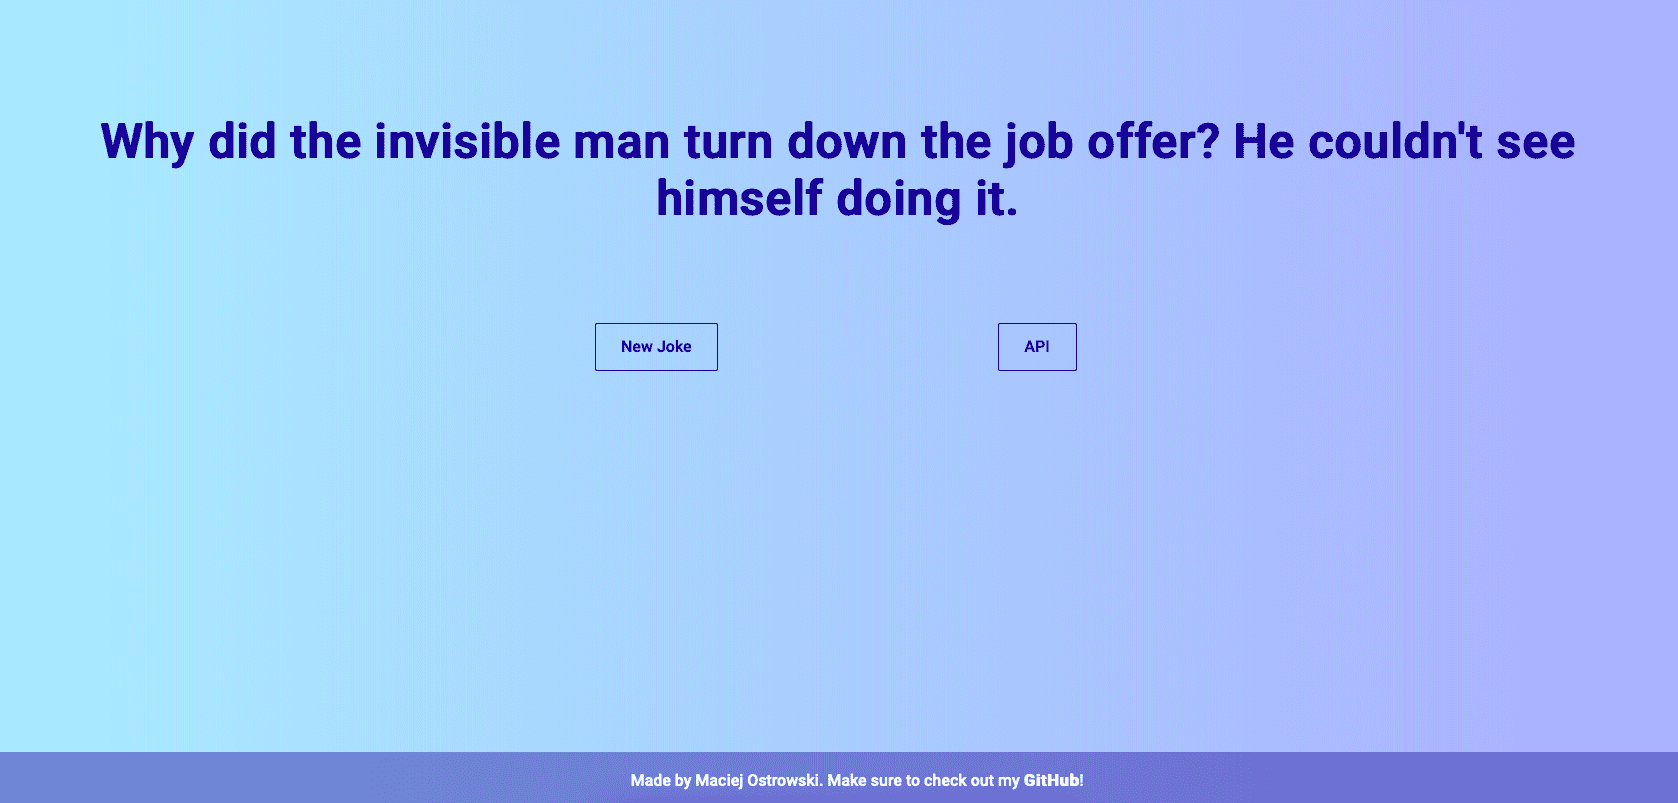 Why did the invisible man turn down the job offer? He couldn't see
himself doing it.
New Joke
API
Made by Maciej Ostrowski. Make sure to check out my GitHub!